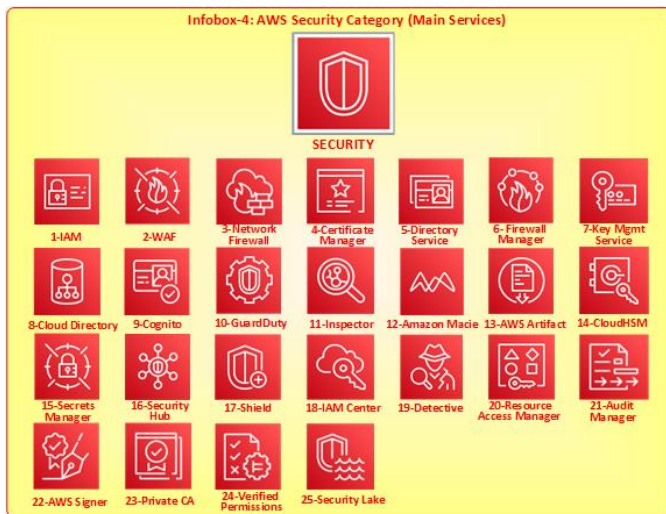 Infobox-4: AWS Security Category (Main Services)
SECURITY
1-IAM
2-WAF
3-Network
Firewall
4-Certificate
Manager
5-Directory
Service
6- Firewall
Manager
7-Key Mgmt
Service
8-Cloud Directory
9-Cognito
10-GuardDuty
11-Inspector
12-Amazon Macie
13-AWS Artifact
14-CloudHSM
15-Secrets
Manager
16-Security
Hub
17-Shield
18-IAM Center
19-Detective
20-Resource
Access Manager
21-Audit
Manager
22-AWS Signer
23-Private CA
24-Verified
Permissions
25-Security Lake